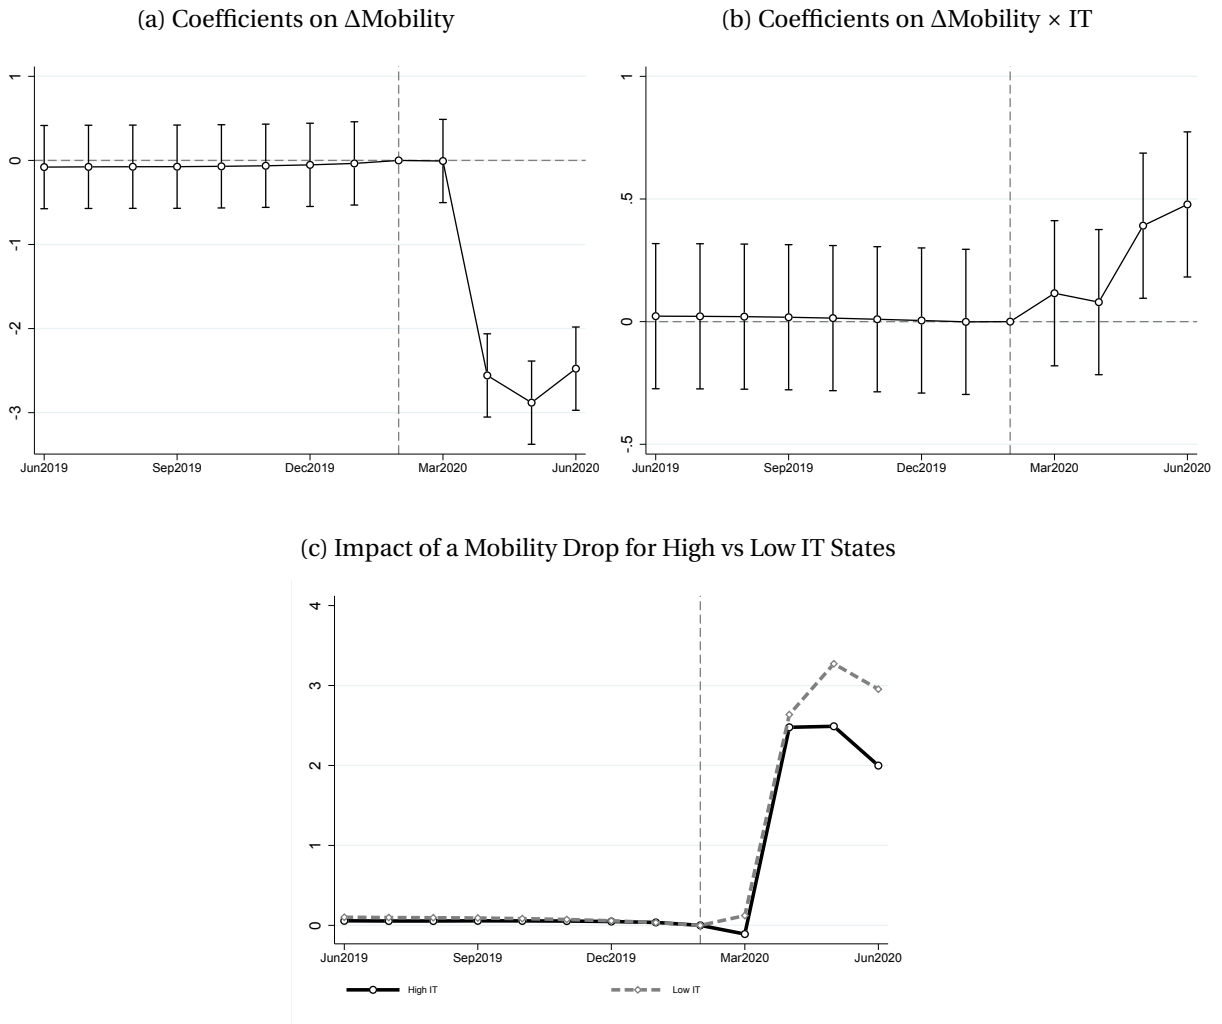 (a) Coefficients on ΔMobility
1
0
-1
-2
-3
Jun2019 Sep2019 Dec2019 Mar2020 Jun2020
(b) Coefficients on ΔMobility × IT
1
.5
0
-.5
Jun2019 Sep2019 Dec2019 Mar2020 Jun2020
(c) Impact of a Mobility Drop for High vs Low IT States
4
3
2
1
0
Jun2019 Sep2019 Dec2019 Mar2020 Jun2020
High IT Low IT